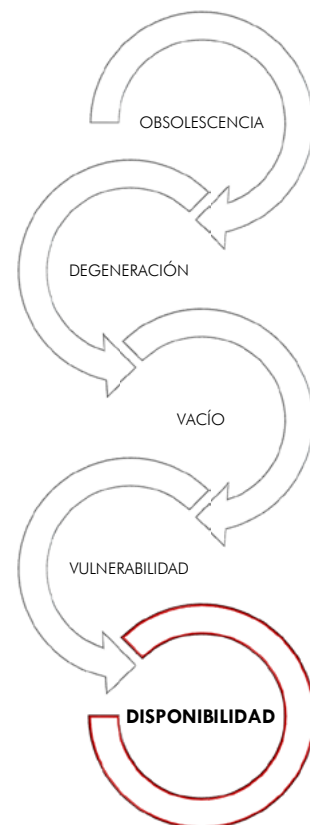 OBSOLESCENCIA
DEGENERACIÓN
VACÍO
VULNERABILIDAD
DISPONIBILIDAD